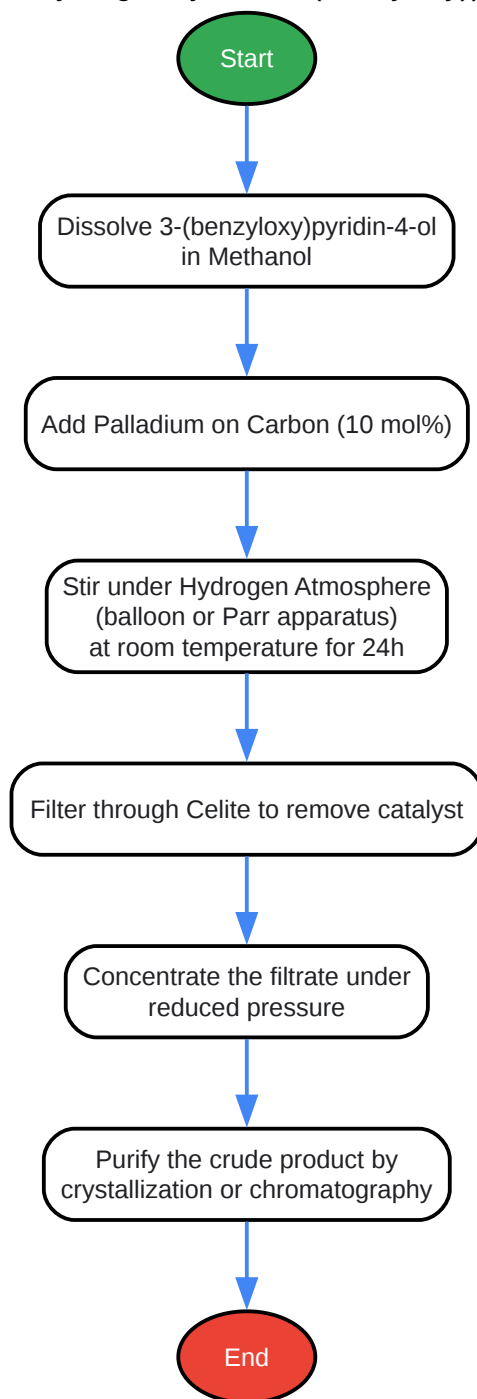 Start
Dissolve 3-(benzyloxy)pyridin-4-ol
in Methanol
Add Palladium on Carbon (10 mol%)
Stir under Hydrogen Atmosphere
(balloon or Parr apparatus)
at room temperature for 24h
Filter through Celite to remove catalyst
Concentrate the filtrate under
reduced pressure
Purify the crude product by
crystallization or chromatography
End